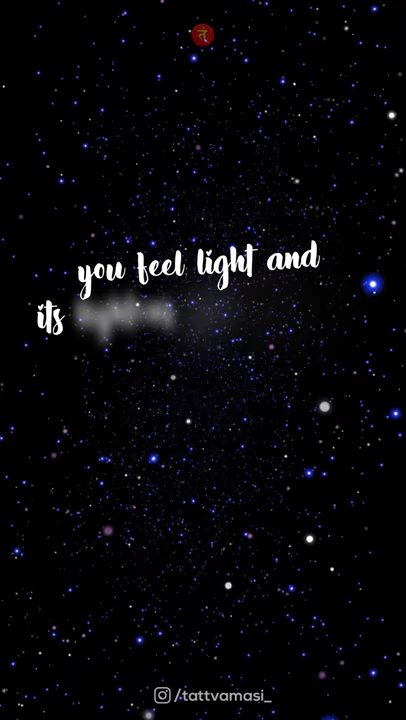 तं
you feel light and
its
/tattvamasi_